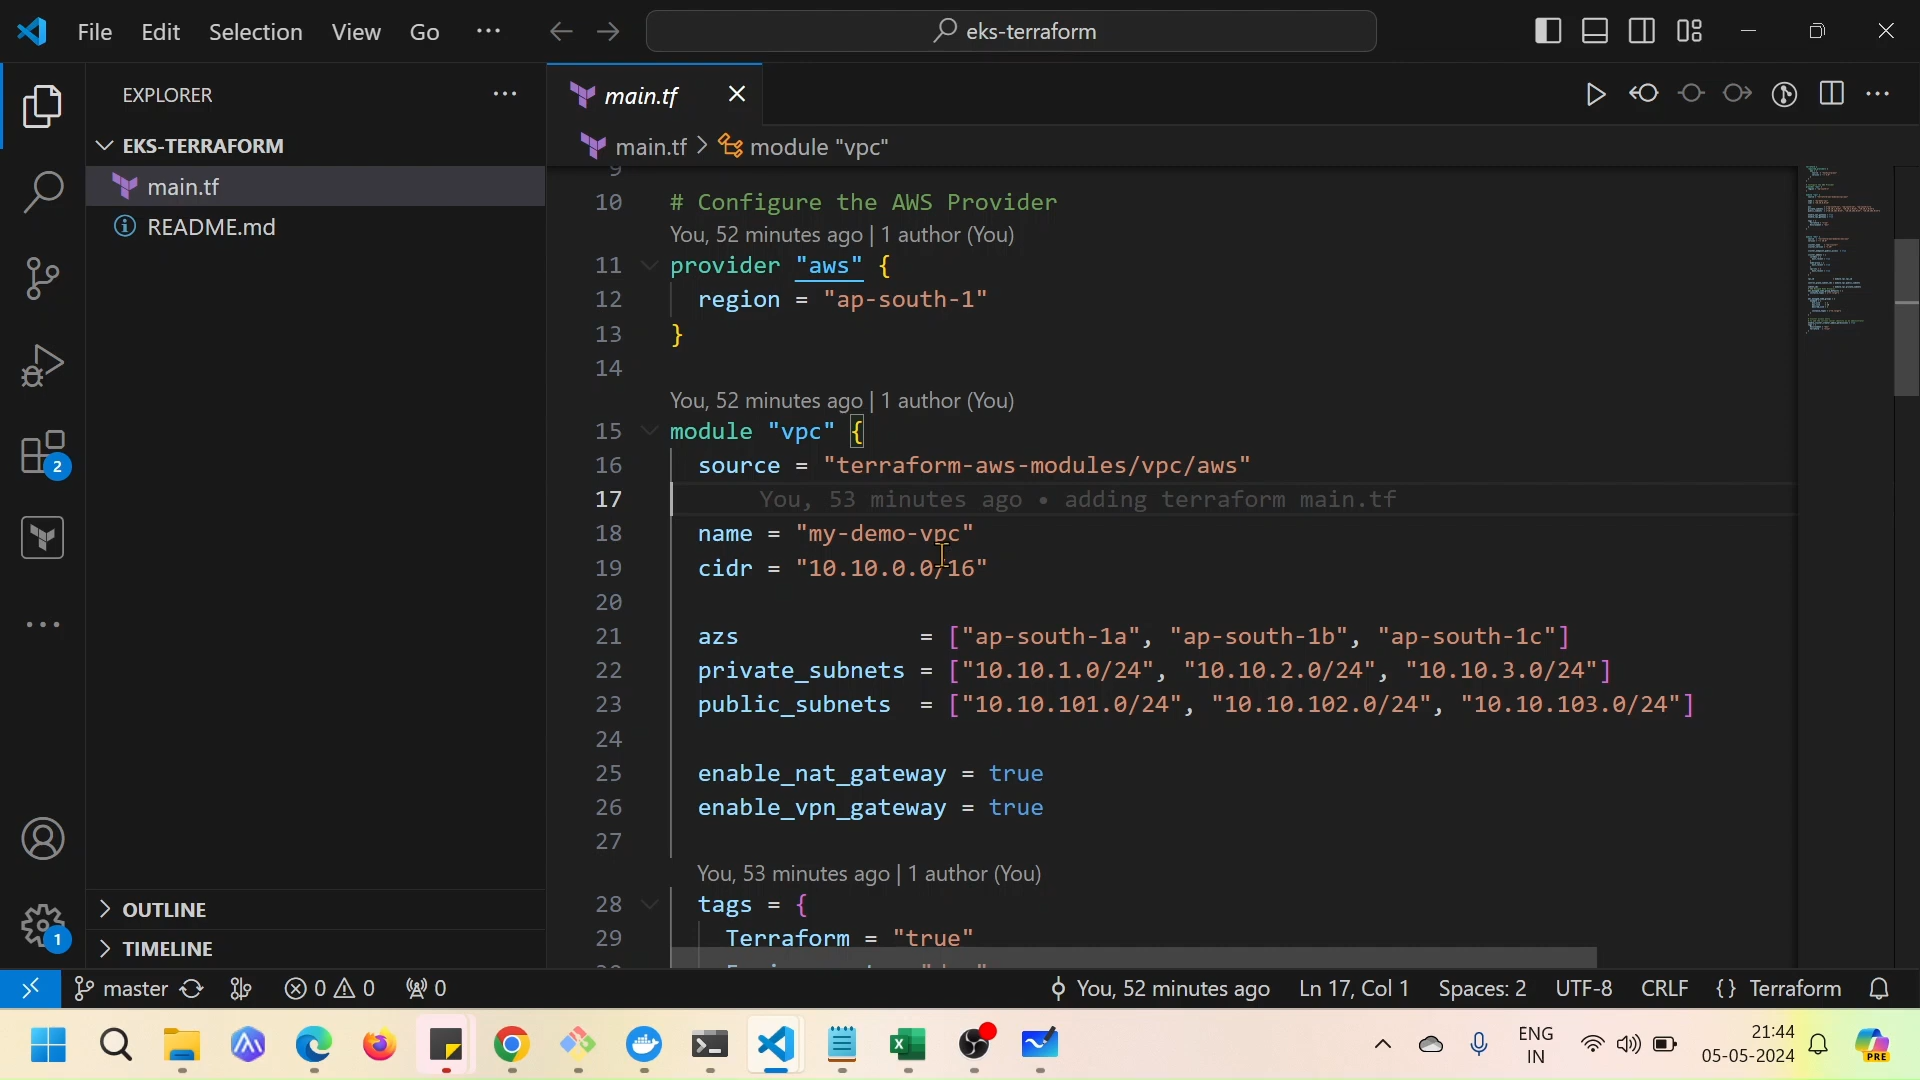 File Edit Selection View Go ···
eks-terraform
EXPLORER
EKS-TERRAFORM
main.tf
README.md
OUTLINE
TIMELINE
2
1
main.tf
main.tf > module "vpc"
9
10 # Configure the AWS Provider
You, 52 minutes ago | 1 author (You)
11 provider "aws" {
12 region = "ap-south-1"
13 }
14
You, 52 minutes ago | 1 author (You)
15 module "vpc" {
16 source = "terraform-aws-modules/vpc/aws"
17 You, 53 minutes ago • adding terraform main.tf
18 name = "my-demo-vpc"
19 cidr = "10.10.0.0/16"
20
21 azs = ["ap-south-1a", "ap-south-1b", "ap-south-1c"]
22 private_subnets = ["10.10.1.0/24", "10.10.2.0/24", "10.10.3.0/24"]
23 public_subnets = ["10.10.101.0/24", "10.10.102.0/24", "10.10.103.0/24"]
24
25 enable_nat_gateway = true
26 enable_vpn_gateway = true
27
You, 53 minutes ago | 1 author (You)
28 tags = {
29 Terraform = "true"
master 0 0 0 You, 52 minutes ago Ln 17, Col 1 Spaces: 2 UTF-8 CRLF {} Terraform
ENG
IN
21:44
05-05-2024
PRE